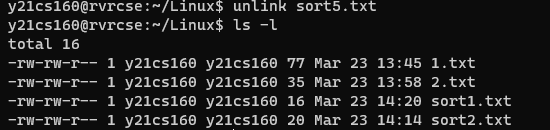 y21cs160@rvrcse:~/Linux$ unlink sort5.txt
y21cs160@rvrcse:~/Linux$ ls -l
total 16
-rw-rw-r-- 1 y21cs160 y21cs160 77 Mar 23 13:45 1.txt
-rw-rw-r-- 1 y21cs160 y21cs160 35 Mar 23 13:58 2.txt
-rw-rw-r-- 1 y21cs160 y21cs160 16 Mar 23 14:20 sort1.txt
-rw-rw-r-- 1 y21cs160 y21cs160 20 Mar 23 14:14 sort2.txt